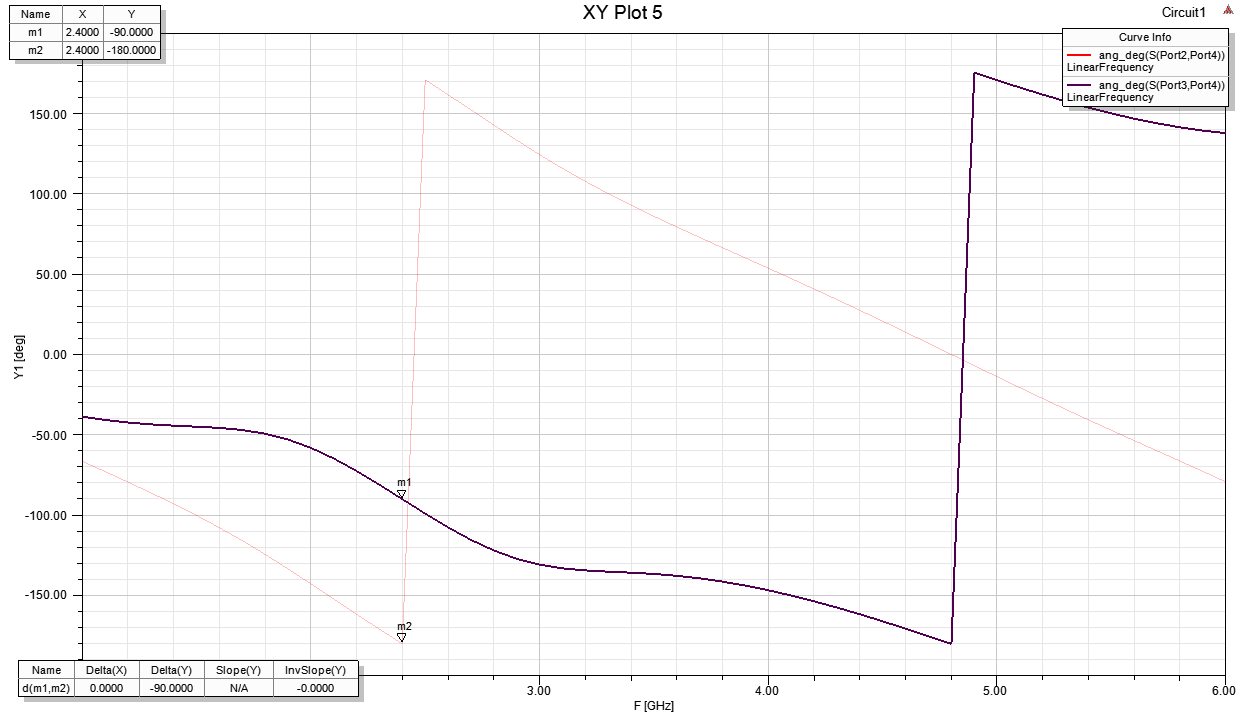 XY Plot 5
Circuit1
Name X Y
m1 2.4000 -90.0000
m2 2.4000 -180.0000
Curve Info
ang_deg(S(Port2,Port4))
LinearFrequency
ang_deg(S(Port3,Port4))
LinearFrequency
150.00
100.00
50.00
0.00
-50.00
-100.00
-150.00
Y1 [deg]
m1
m2
Name Delta(X) Delta(Y) Slope(Y) InvSlope(Y)
d(m1,m2) 0.0000 -90.0000 N/A -0.0000
3.00 4.00 5.00 6.00
F [GHz]